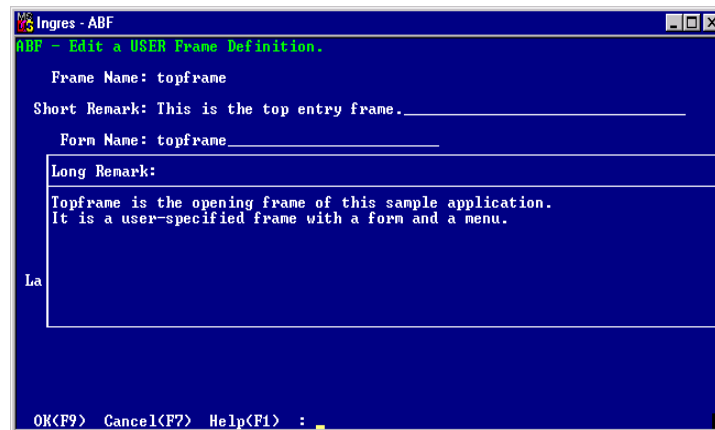 Ingres - ABF
ABF - Edit a USER Frame Definition.
Frame Name: topframe
Short Remark: This is the top entry frame.
Form Name: topframe
Long Remark:
Topframe is the opening frame of this sample application.
It is a user-specified frame with a form and a menu.
La
OK(F9) Cancel(F7) Help(F1) :